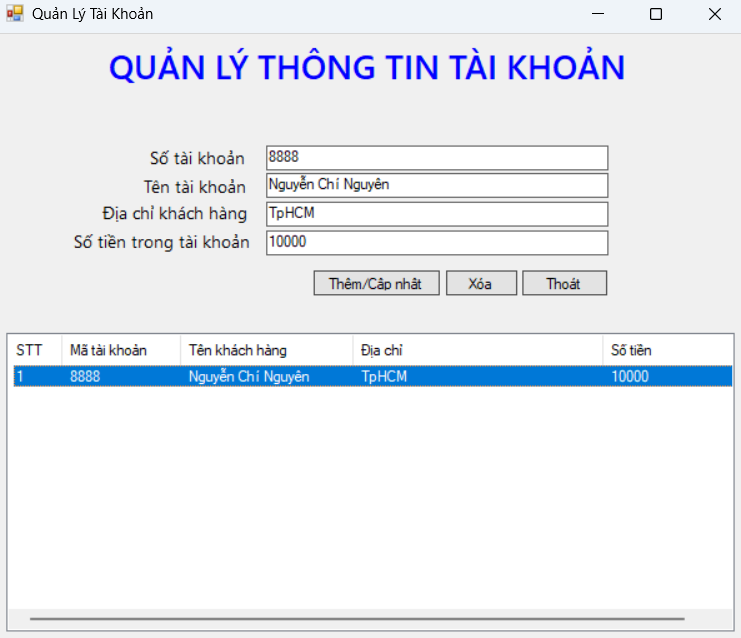 Quản Lý Tài Khoản
QUẢN LÝ THÔNG TIN TÀI KHOẢN
Số tài khoản 8888
Tên tài khoản Nguyễn Chí Nguyên
Địa chỉ khách hàng TpHCM
Số tiền trong tài khoản 10000
Thêm/Cập nhật Xóa Thoát
STT Mã tài khoản Tên khách hàng Địa chỉ Số tiền
1 8888 Nguyễn Chí Nguyên TpHCM 10000